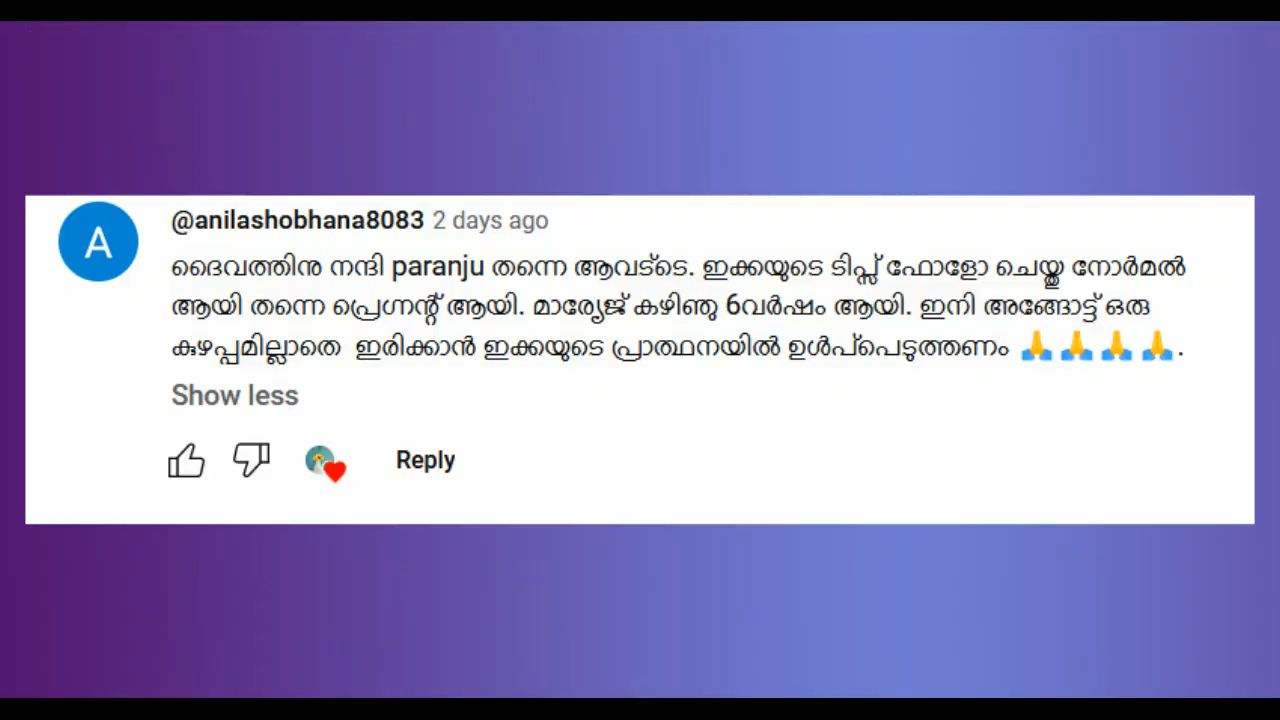 A
@anilashobhana8083 2 days ago
ദൈവത്തിനു നന്ദി paranju തന്നെ ആവട്ടെ. ഇക്കയുടെ ടിപ്സ് ഫോളോ ചെയ്തു നോർമൽ
ആയി തന്നെ പ്രെഗ്നന്റ് ആയി. മാര്യേജ് കഴിഞു 6വർഷം ആയി. ഇനി അങ്ങോട്ട് ഒരു
കുഴപ്പമില്ലാതെ ഇരിക്കാൻ ഇക്കയുടെ പ്രാത്ഥനയിൽ ഉൾപ്പെടുത്തണം 🙏🙏🙏🙏.
Show less
Reply